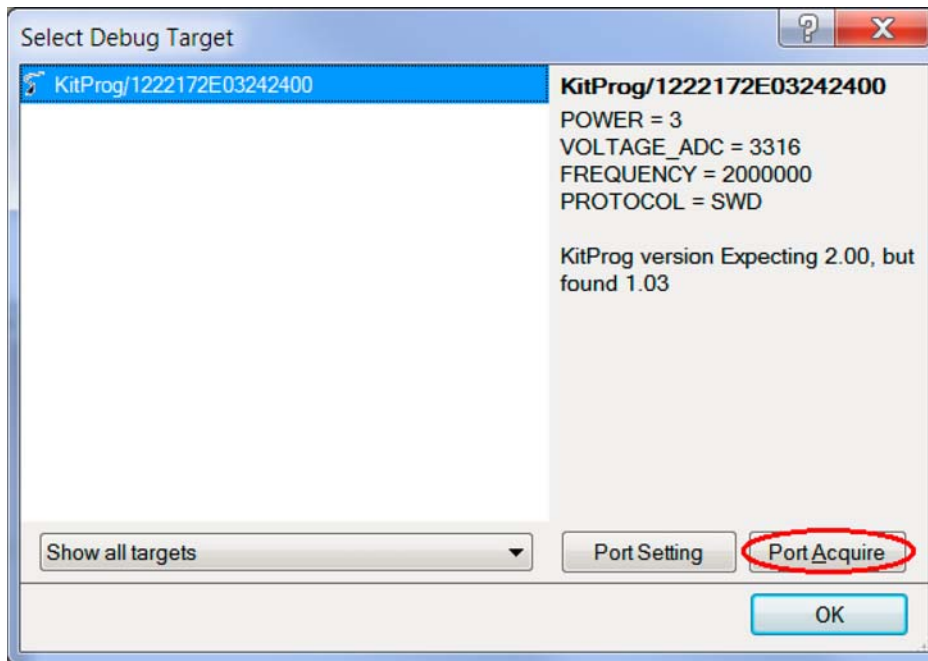 Select Debug Target
KitProg/1222172E03242400
KitProg/1222172E03242400
POWER = 3
VOLTAGE_ADC = 3316
FREQUENCY = 2000000
PROTOCOL = SWD
KitProg version Expecting 2.00, but
found 1.03
Show all targets
Port Setting
Port Acquire
OK